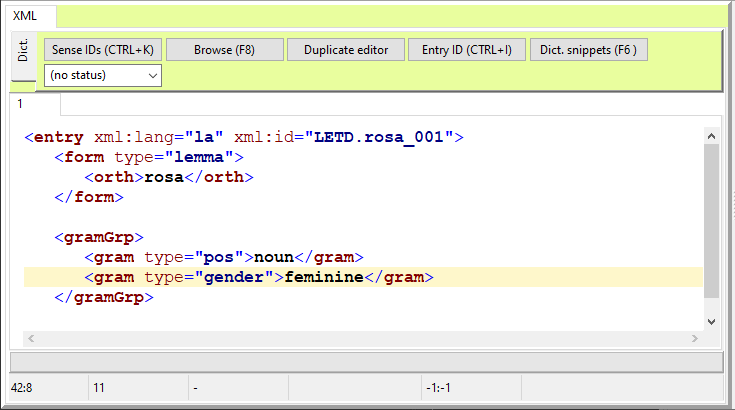 XML
Dict.
Sense IDs (CTRL+K) Browse (F8) Duplicate editor Entry ID (CTRL+I) Dict. snippets (F6 )
(no status)
1
<entry xml:lang="la" xml:id="LETD.rosa_001">
<form type="lemma">
<orth>rosa</orth>
</form>
<gramGrp>
<gram type="pos">noun</gram>
<gram type="gender">feminine</gram>
</gramGrp>
42:8 11 - -1:-1